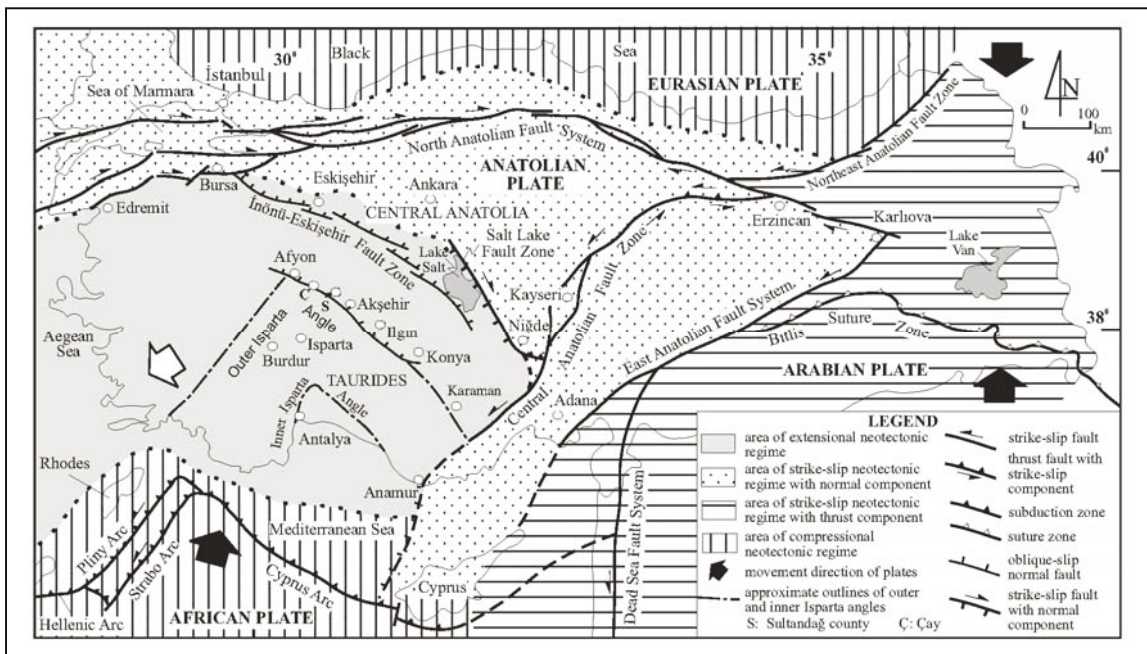 30⁰
Black
Sea
35⁰
EURASIAN PLATE
N
0 100
km
İstanbul
Sea of Marmara
North Anatolian Fault System
Northeast Anatolian Fault Zone
40⁰
ANATOLIAN
PLATE
Bursa
Eskişehir
Ankara
Edremit
Erzincan
Karlıova
İnönü-Eskişehir Fault Zone
CENTRAL ANATOLIA
Salt Lake
Fault Zone
Lake
Salt
Lake
Van
Afyon
Kayseri
Ç
S
Akşehir
Niğde
Central Anatolian Fault Zone
East Anatolian Fault System
Bitlis Suture Zone
38⁰
Aegean
Sea
Outer Isparta Angle
Isparta
Burdur
Ilgın
Konya
ARABIAN PLATE
TAURIDES
Inner Isparta Angle
Karaman
Adana
Antalya
Rhodes
Anamur
Dead Sea Fault System
Mediterranean Sea
Pliny Arc
Strabo Arc
Cyprus Arc
Cyprus
Hellenic Arc
AFRICAN PLATE
LEGEND
area of extensional neotectonic
regime
area of strike-slip neotectonic
regime with normal component
area of strike-slip neotectonic
regime with thrust component
area of compressional
neotectonic regime
movement direction of plates
approximate outlines of outer
and inner Isparta angles
S: Sultandağ county Ç: Çay
strike-slip fault
thrust fault with
strike-slip
component
subduction zone
suture zone
oblique-slip
normal fault
strike-slip fault
with normal
component